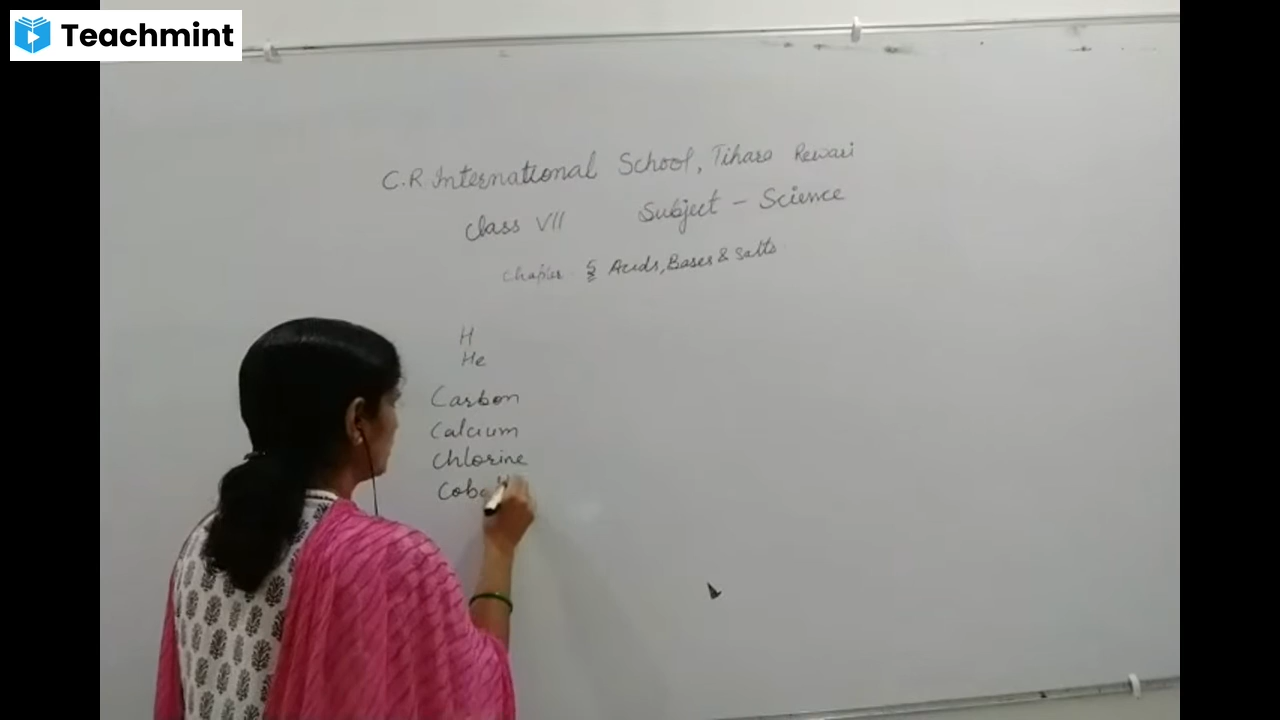 Teachmint
C.R. International School, Tihara Rewari
Class VII Subject - Science
Chapter 5 Acids, Bases & Salts
H
He
Carbon
Calcium
Chlorine